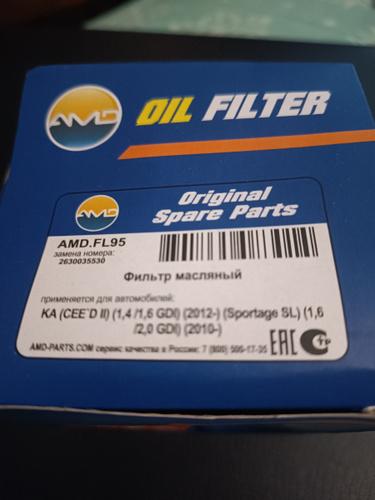 AMD
OIL FILTER
AMD
Original
Spare Parts
AMD.FL95
замена номера:
2630035530
Фильтр масляный
применяется для автомобилей:
KA (CEE`D II) (1,4 /1,6 GDI) (2012-) (Sportage SL) (1,6
/2,0 GDI) (2010-)
AMD-PARTS.COM сервис качества в России: 7 (800) 505-17-35
EAC